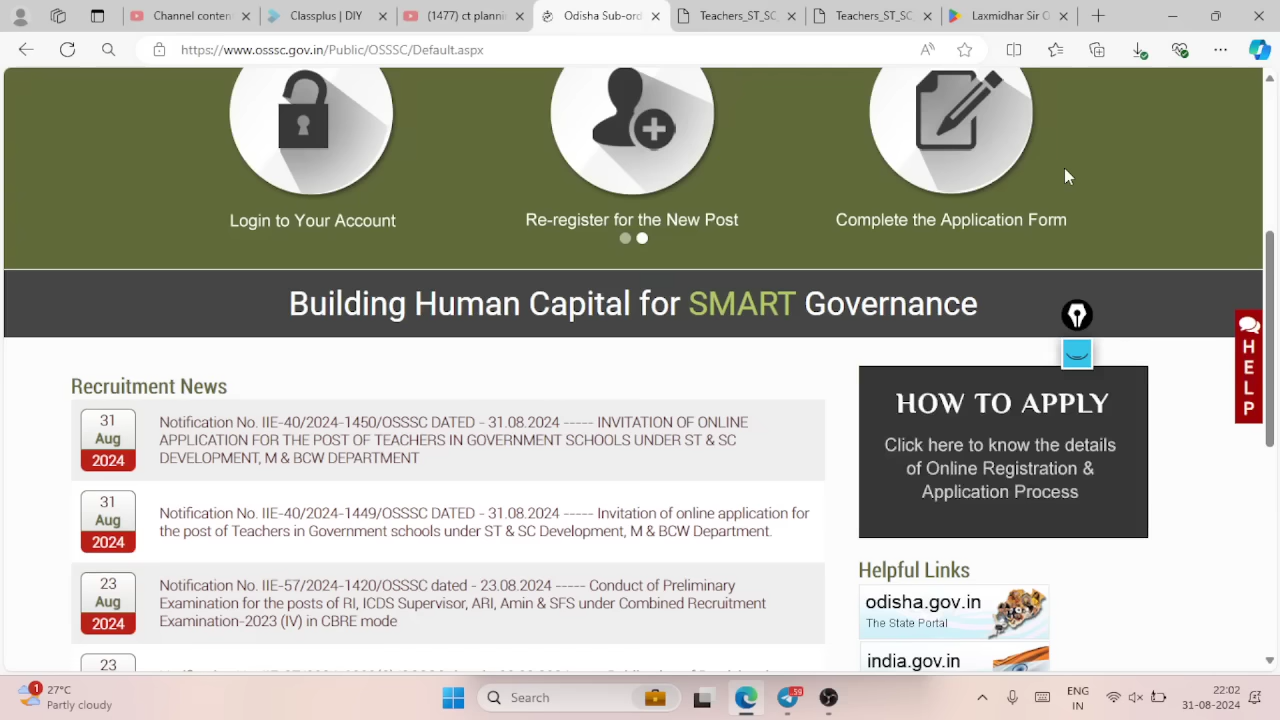 Channel conten
Classplus | DIY
(1477) ct planni
Odisha Sub-ord
Teachers_ST_SC_
Teachers_ST_SC_
Laxmidhar Sir G
https://www.osssc.gov.in/Public/OSSSC/Default.aspx
Login to Your Account
Re-register for the New Post
Complete the Application Form
Building Human Capital for SMART Governance
Recruitment News
31
Aug
2024
Notification No. IIE-40/2024-1450/OSSSC DATED - 31.08.2024 ----- INVITATION OF ONLINE
APPLICATION FOR THE POST OF TEACHERS IN GOVERNMENT SCHOOLS UNDER ST & SC
DEVELOPMENT, M & BCW DEPARTMENT
31
Aug
2024
Notification No. IIE-40/2024-1449/OSSSC DATED - 31.08.2024 ----- Invitation of online application for
the post of Teachers in Government schools under ST & SC Development, M & BCW Department.
23
Aug
2024
Notification No. IIE-57/2024-1420/OSSSC dated - 23.08.2024 ----- Conduct of Preliminary
Examination for the posts of RI, ICDS Supervisor, ARI, Amin & SFS under Combined Recruitment
Examination-2023 (IV) in CBRE mode
23
HOW TO APPLY
Click here to know the details
of Online Registration &
Application Process
Helpful Links
odisha.gov.in
The State Portal
india.gov.in
HELP
1
27°C
Partly cloudy
Search
59
ENG
IN
22:02
31-08-2024